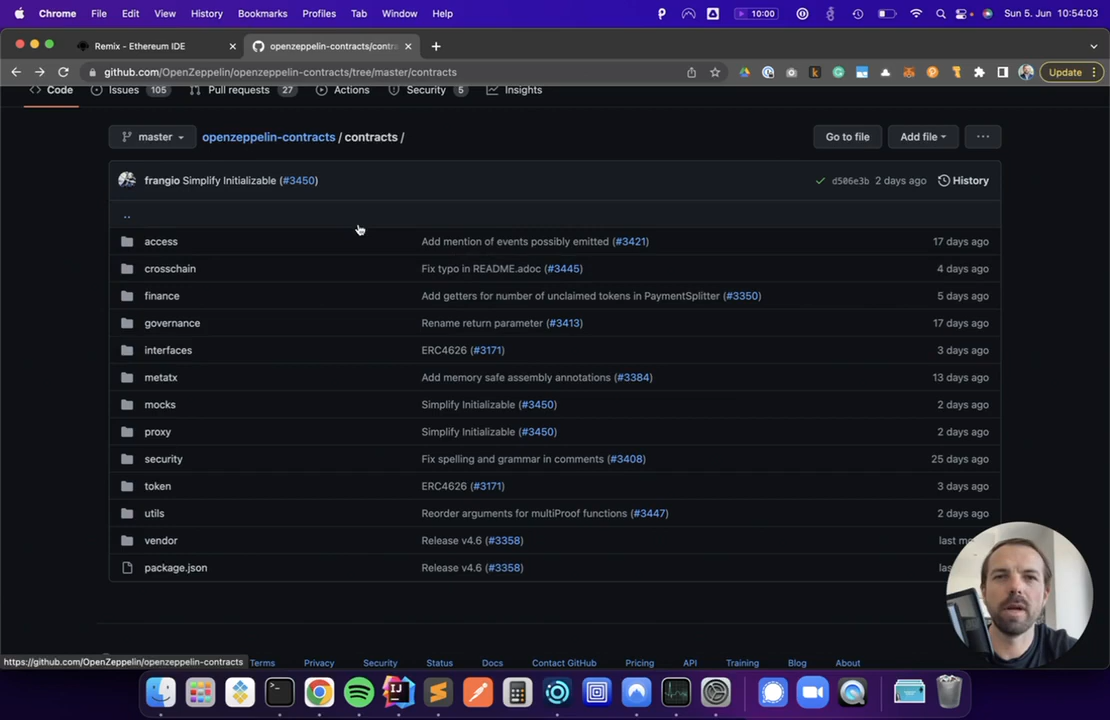 Chrome File Edit View History Bookmarks Profiles Tab Window Help 10:00 Sun 5. Jun 10:54:03
Remix - Ethereum IDE openzeppelin-contracts/contra
github.com/OpenZeppelin/openzeppelin-contracts/tree/master/contracts Update
Code Issues 105 Pull requests 27 Actions Security 5 Insights
master openzeppelin-contracts / contracts / Go to file Add file ...
frangio Simplify Initializable (#3450) d506e3b 2 days ago History
..
access Add mention of events possibly emitted (#3421) 17 days ago
crosschain Fix typo in README.adoc (#3445) 4 days ago
finance Add getters for number of unclaimed tokens in PaymentSplitter (#3350) 5 days ago
governance Rename return parameter (#3413) 17 days ago
interfaces ERC4626 (#3171) 3 days ago
metatx Add memory safe assembly annotations (#3384) 13 days ago
mocks Simplify Initializable (#3450) 2 days ago
proxy Simplify Initializable (#3450) 2 days ago
security Fix spelling and grammar in comments (#3408) 25 days ago
token ERC4626 (#3171) 3 days ago
utils Reorder arguments for multiProof functions (#3447) 2 days ago
vendor Release v4.6 (#3358) last m
package.json Release v4.6 (#3358) las
https://github.com/OpenZeppelin/openzeppelin-contracts Terms Privacy Security Status Docs Contact GitHub Pricing API Training Blog About